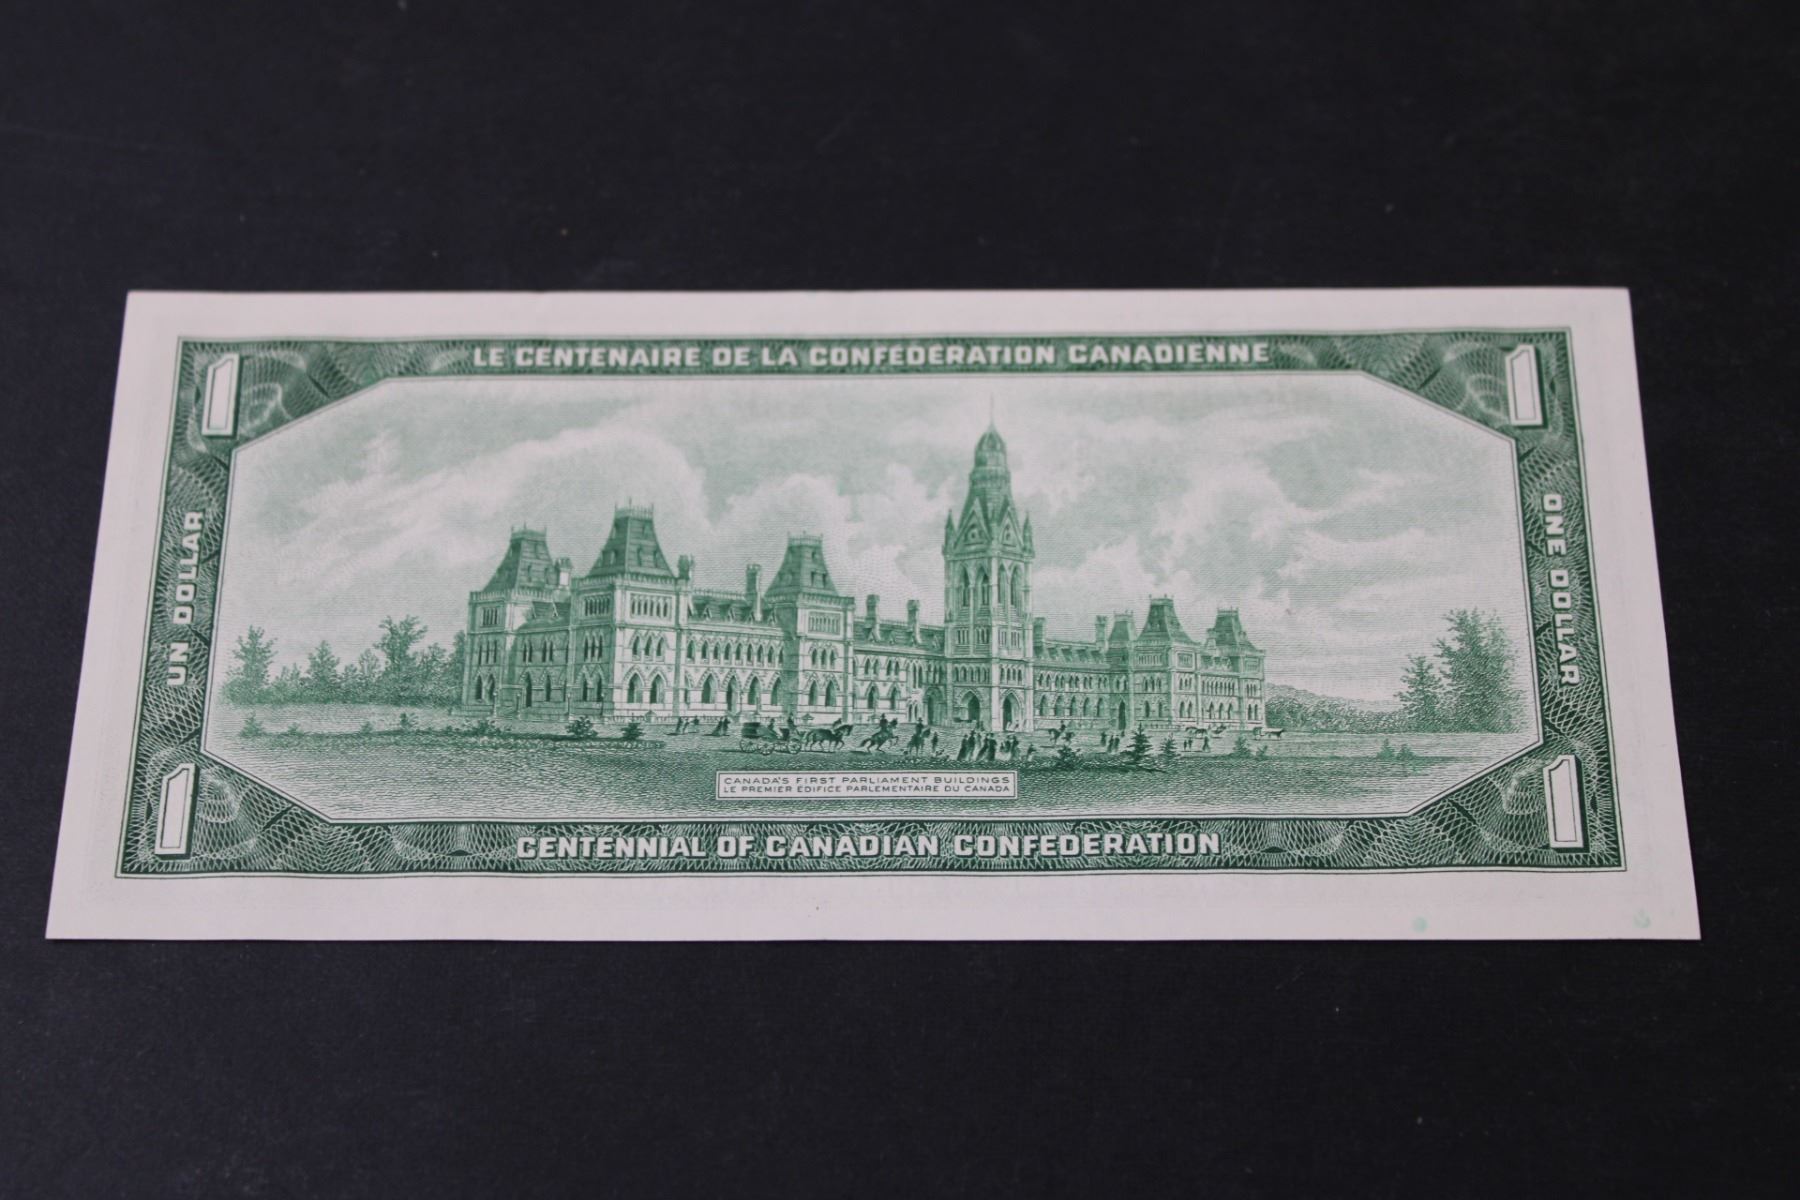 1 LE CENTENAIRE DE LA CONFEDERATION CANADIENNE 1
UN DOLLAR
ONE DOLLAR
CANADA'S FIRST PARLIAMENT BUILDINGS
LE PREMIER EDIFICE PARLEMENTAIRE DU CANADA
1 CENTENNIAL OF CANADIAN CONFEDERATION 1